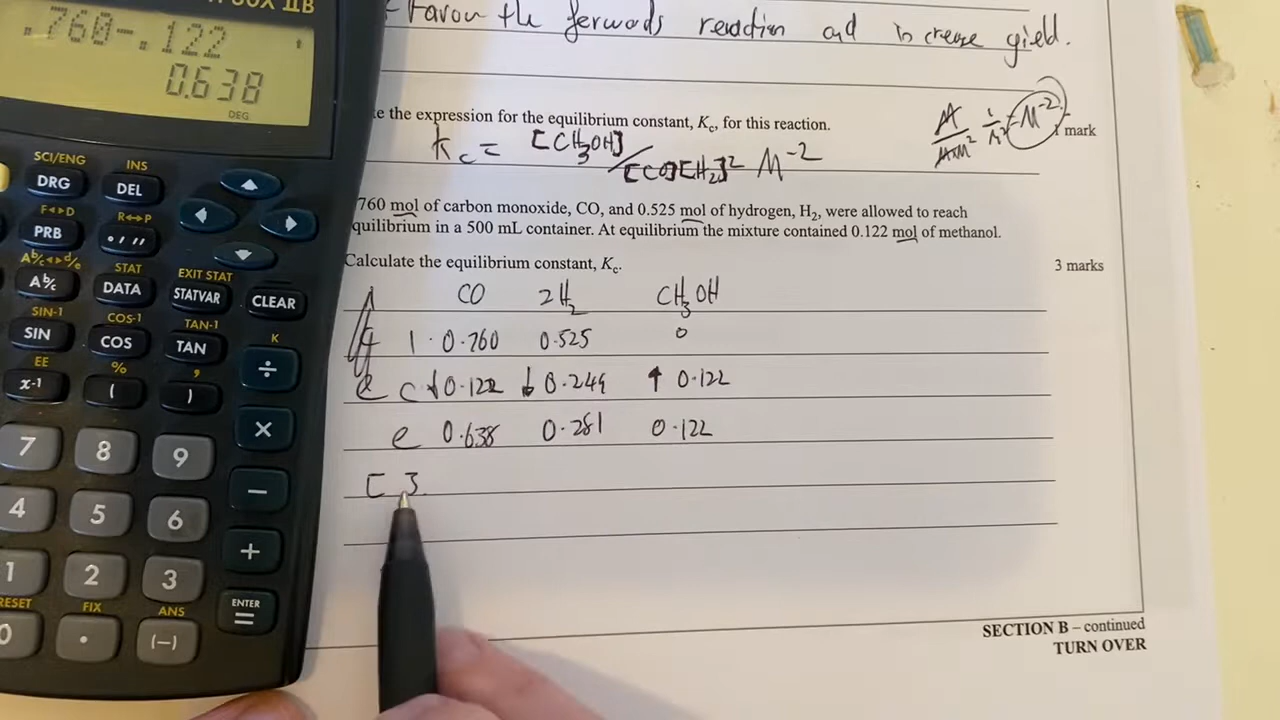 30X IIB
.760-.122
0.638
DEG
SCI/ENG INS
DRG DEL
F◄►D R◄►P
PRB ° ' "
A b/c ◄► d/e STAT EXIT STAT
A b/c DATA STATVAR CLEAR
SIN-1 COS-1 TAN-1 K
SIN COS TAN ÷
EE % ,
x-1 ( ) ×
7 8 9 −
4 5 6 +
1 2 3 ENTER
RESET FIX ANS =
0 . (−)
Favour the forwards reaction and increase yield.
te the expression for the equilibrium constant, Kc, for this reaction.
mark
Kc = [CH3OH] / [CO][H2]² M-2
M-2
760 mol of carbon monoxide, CO, and 0.525 mol of hydrogen, H2, were allowed to reach
quilibrium in a 500 mL container. At equilibrium the mixture contained 0.122 mol of methanol.
Calculate the equilibrium constant, Kc.
3 marks
CO 2H2 CH3OH
I 0.760 0.525 0
c ↓0.122 ↓0.244 ↑ 0.122
e 0.638 0.281 0.122
[ ]
SECTION B – continued
TURN OVER